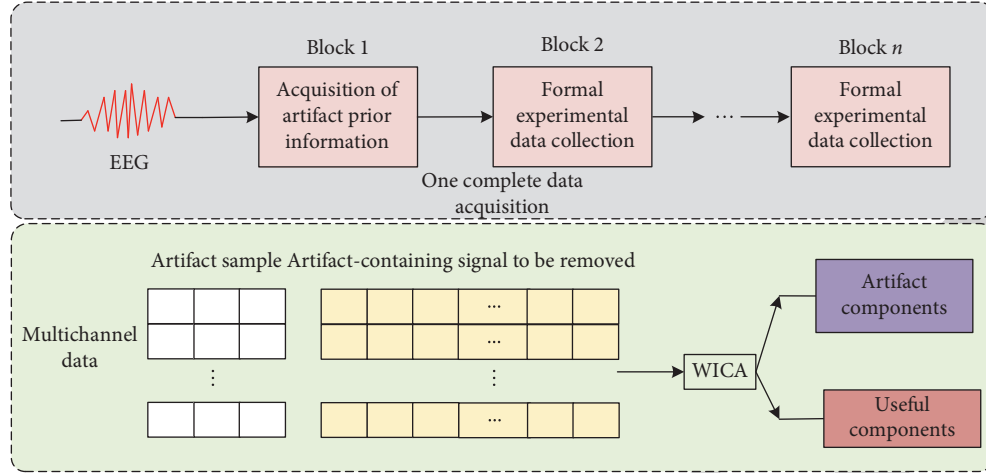 Block 1
Block 2
Block n
Acquisition of
artifact prior
information
Formal
experimental
data collection
...
Formal
experimental
data collection
EEG
One complete data
acquisition
Artifact sample Artifact-containing signal to be removed
Multichannel
data
...
...
⋮
⋮
...
WICA
Artifact
components
Useful
components